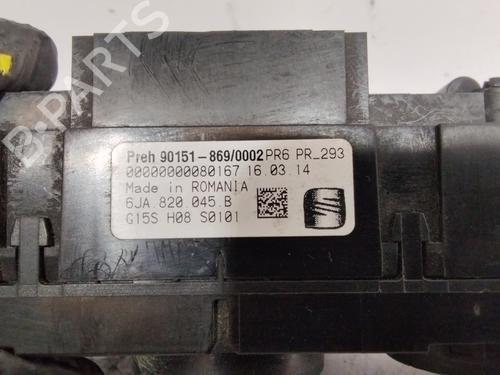 Preh 90151-869/0002 PR6 PR_293
00000000080167 16.03.14
Made in ROMANIA
6JA.820.045.B
G15S H08 S0101
B-PARTS